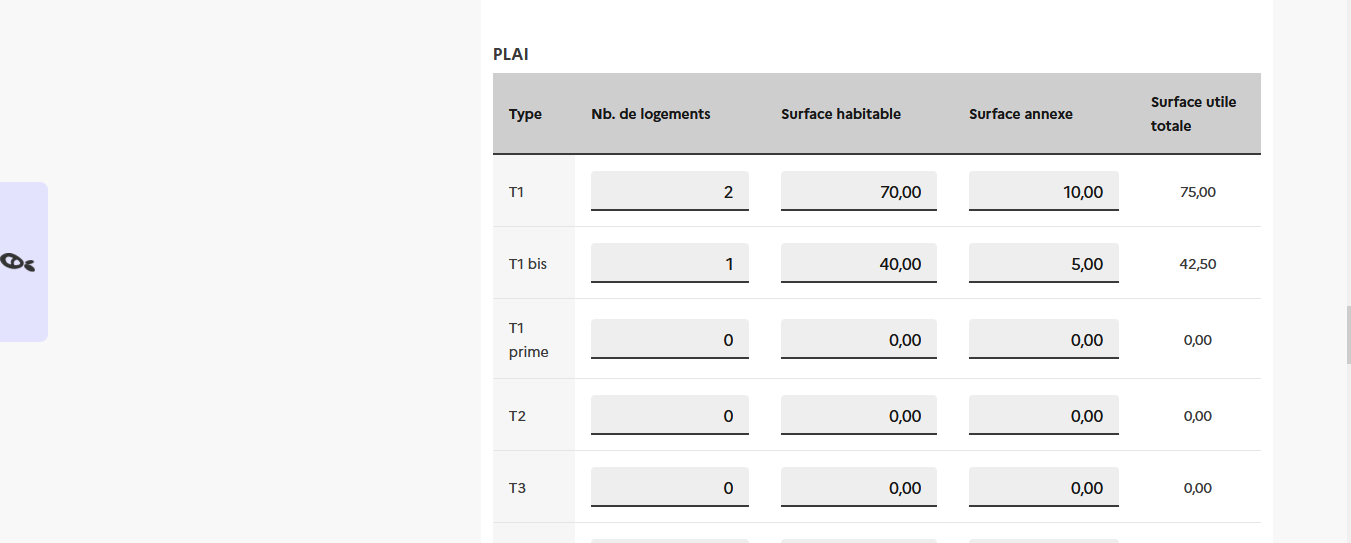 PLAI
Type Nb. de logements Surface habitable Surface annexe Surface utile totale
T1 2 70,00 10,00 75,00
T1 bis 1 40,00 5,00 42,50
T1 prime 0 0,00 0,00 0,00
T2 0 0,00 0,00 0,00
T3 0 0,00 0,00 0,00